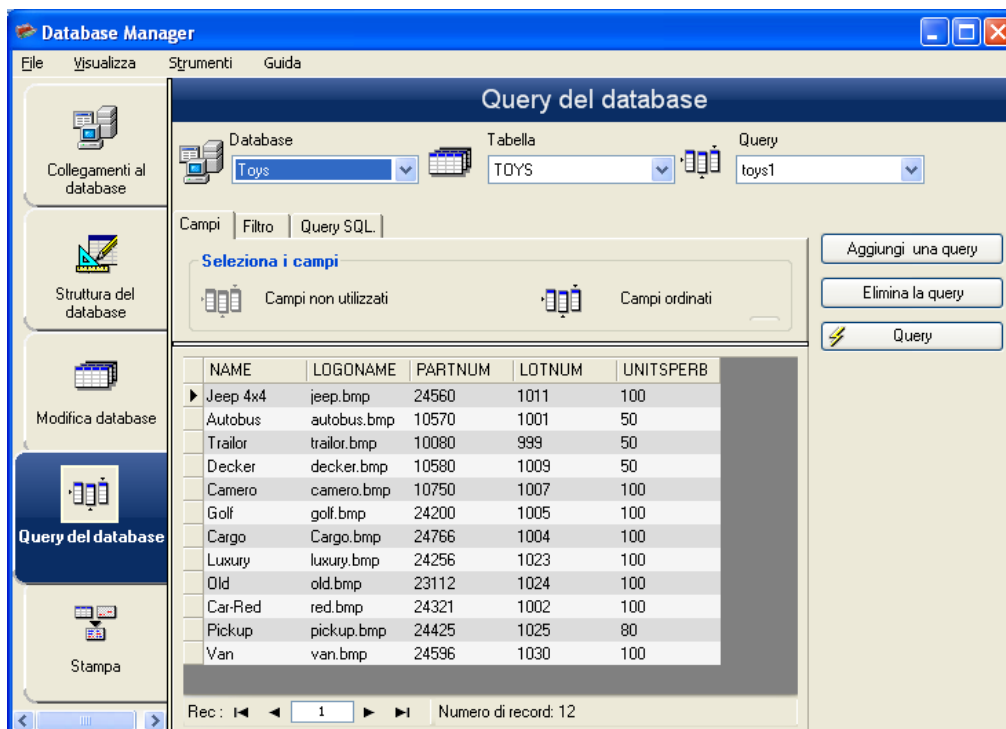 Database Manager
File Visualizza Strumenti Guida
Collegamenti al
database
Struttura del
database
Modifica database
Query del database
Stampa
Query del database
Database Tabella Query
Toys TOYS toys1
Campi Filtro Query SQL.
Seleziona i campi
Campi non utilizzati Campi ordinati
Aggiungi una query
Elimina la query
Query
NAME LOGONAME PARTNUM LOTNUM UNITSPERB
Jeep 4x4 jeep.bmp 24560 1011 100
Autobus autobus.bmp 10570 1001 50
Trailor trailor.bmp 10080 999 50
Decker decker.bmp 10580 1009 50
Camero camero.bmp 10750 1007 100
Golf golf.bmp 24200 1005 100
Cargo Cargo.bmp 24766 1004 100
Luxury luxury.bmp 24256 1023 100
Old old.bmp 23112 1024 100
Car-Red red.bmp 24321 1002 100
Pickup pickup.bmp 24425 1025 80
Van van.bmp 24596 1030 100
Rec : 1 Numero di record: 12